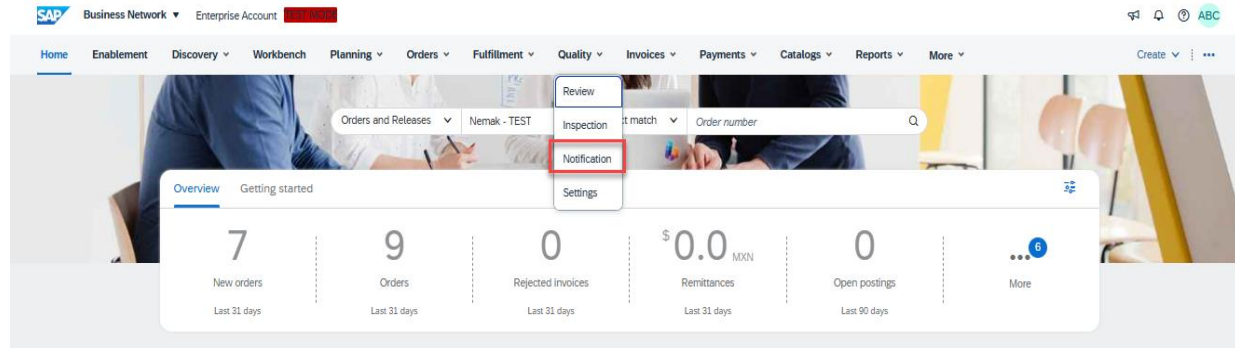 SAP Business Network Enterprise Account TEST MODE ABC
Home Enablement Discovery Workbench Planning Orders Fulfillment Quality Invoices Payments Catalogs Reports More Create
Review
Orders and Releases Nemak - TEST match Order number
Inspection
Notification
Settings
Overview Getting started
7 9 0 $0.0 MXN 0 ... 6
New orders Orders Rejected invoices Remittances Open postings More
Last 31 days Last 31 days Last 31 days Last 31 days Last 90 days